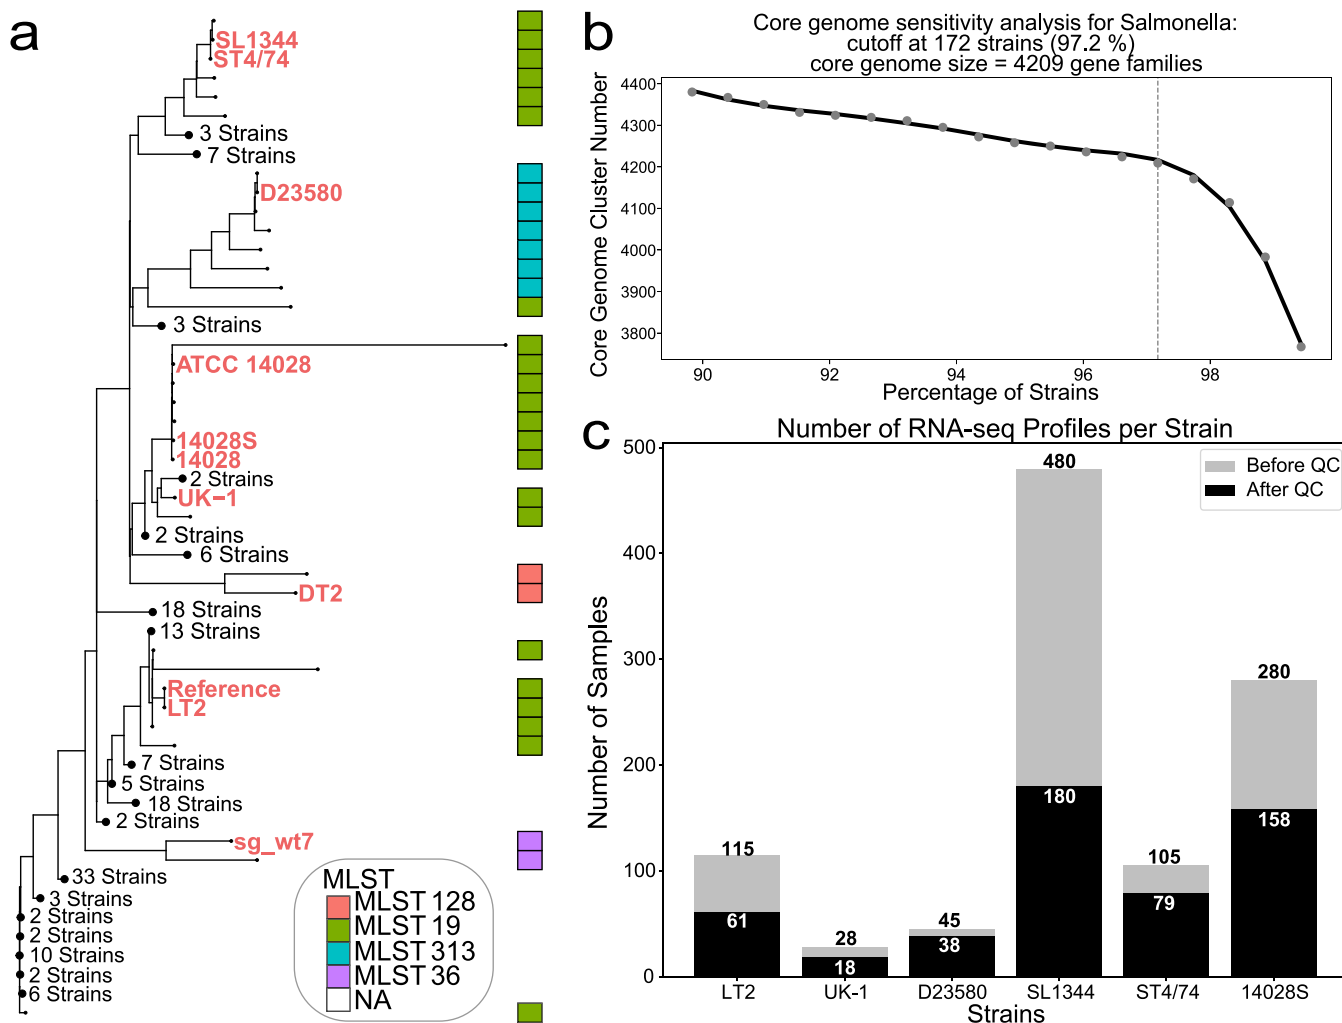 a
SL1344
ST4/74
3 Strains
7 Strains
D23580
3 Strains
ATCC 14028
14028S
14028
2 Strains
UK−1
2 Strains
6 Strains
DT2
18 Strains
13 Strains
Reference
LT2
7 Strains
5 Strains
18 Strains
2 Strains
sg_wt7
33 Strains
3 Strains
2 Strains
2 Strains
10 Strains
2 Strains
6 Strains
MLST
MLST 128
MLST 19
MLST 313
MLST 36
NA
b
Core genome sensitivity analysis for Salmonella:
cutoff at 172 strains (97.2 %)
core genome size = 4209 gene families
Core Genome Cluster Number
4400
4300
4200
4100
4000
3900
3800
90 92 94 96 98
Percentage of Strains
c
Number of RNA-seq Profiles per Strain
Before QC
After QC
Number of Samples
500
400
300
200
100
0
115
61
28
18
45
38
480
180
105
79
280
158
LT2 UK-1 D23580 SL1344 ST4/74 14028S
Strains